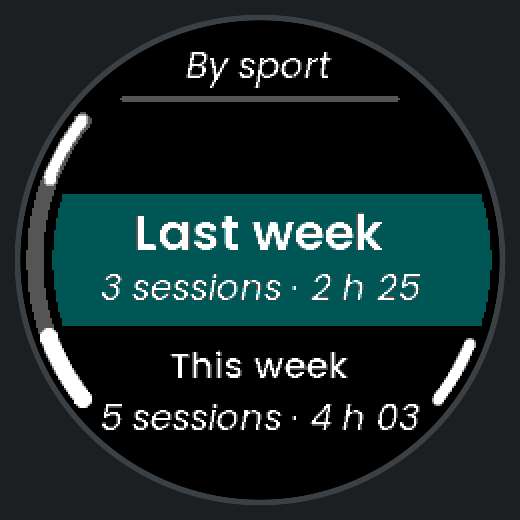 By sport
Last week
3 sessions · 2 h 25
This week
5 sessions · 4 h 03